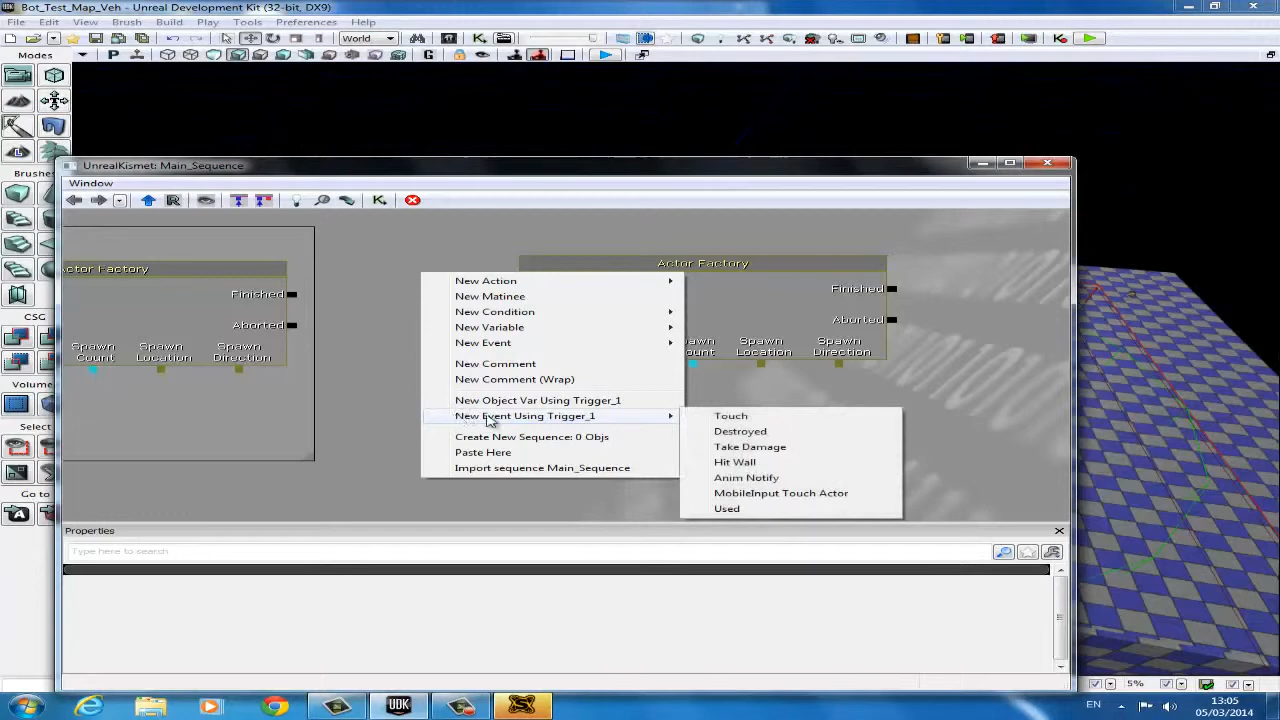 Bot_Test_Map_Veh - Unreal Development Kit (32-bit, DX9)
File Edit View Brush Build Play Tools Preferences Help
World
Modes
P
G
Brushes
CSG
Volume
Select
Go to
UnrealKismet: Main_Sequence
Window
R
K
Actor Factory
Finished
Aborted
Spawn Count
Spawn Location
Spawn Direction
Actor Factory
Finished
Aborted
Spawn Location
Spawn Direction
New Action
New Matinee
New Condition
New Variable
New Event
New Comment
New Comment (Wrap)
New Object Var Using Trigger_1
New Event Using Trigger_1
Create New Sequence: 0 Objs
Paste Here
Import sequence Main_Sequence
Touch
Destroyed
Take Damage
Hit Wall
Anim Notify
MobileInput Touch Actor
Used
Properties
Type here to search
5%
UDK
EN
13:05
05/03/2014